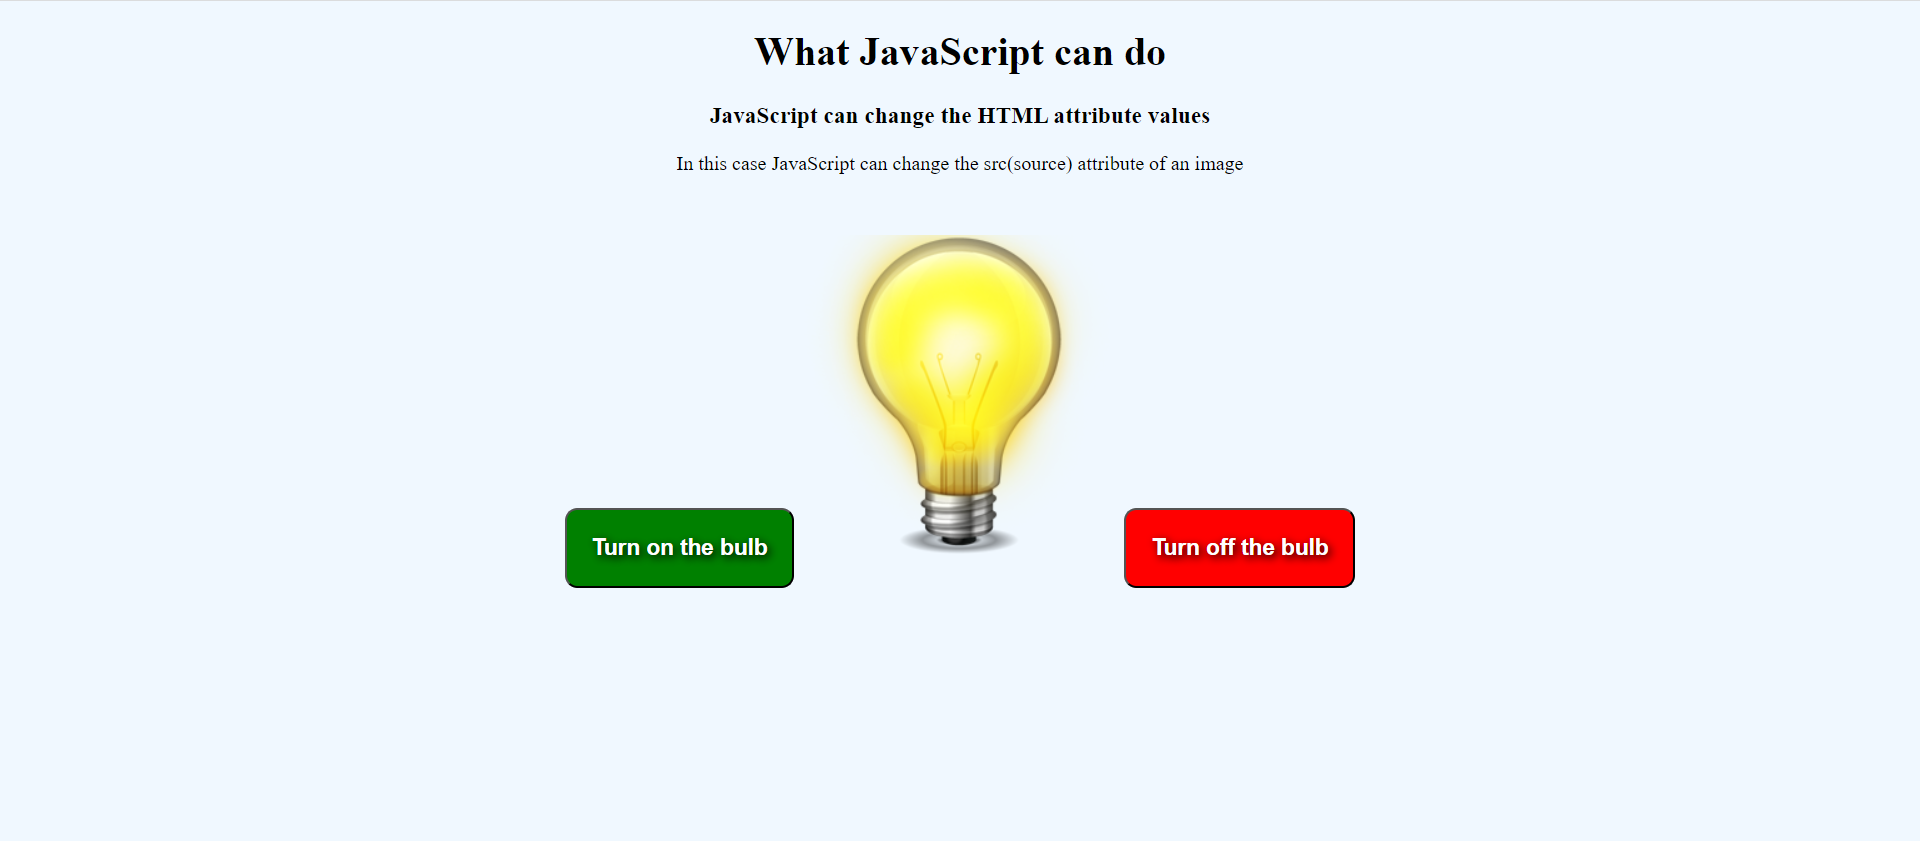 What JavaScript can do
JavaScript can change the HTML attribute values
In this case JavaScript can change the src(source) attribute of an image
Turn on the bulb
Turn off the bulb